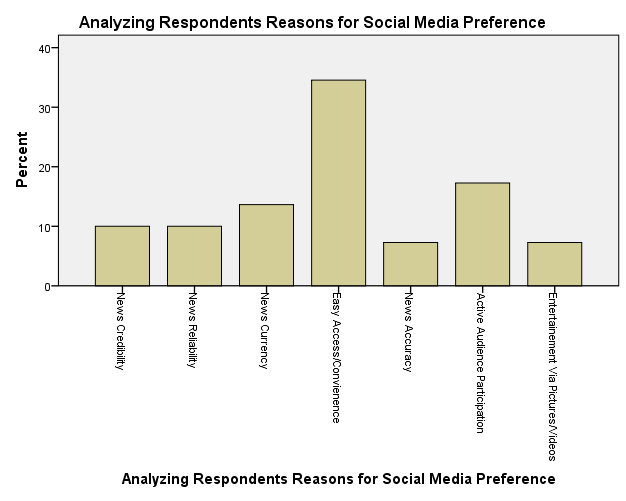 Analyzing Respondents Reasons for Social Media Preference
Percent
40
30
20
10
0
News Credibility
News Reliability
News Currency
Easy Access/Convienence
News Accuracy
Active Audience Participation
Entertainement Via Pictures/Videos
Analyzing Respondents Reasons for Social Media Preference